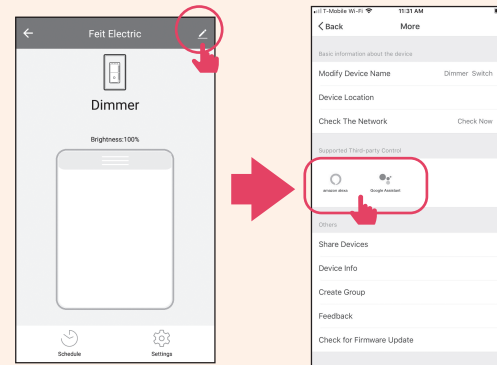 Feit Electric
Dimmer
Brightness:100%
Schedule
Settings
T-Mobile Wi-Fi
11:31 AM
Back
More
Basic information about the device
Modify Device Name
Dimmer Switch
Device Location
Check The Network
Check Now
Supported Third-party Control
amazon alexa
Google Assistant
Others
Share Devices
Device Info
Create Group
Feedback
Check for Firmware Update